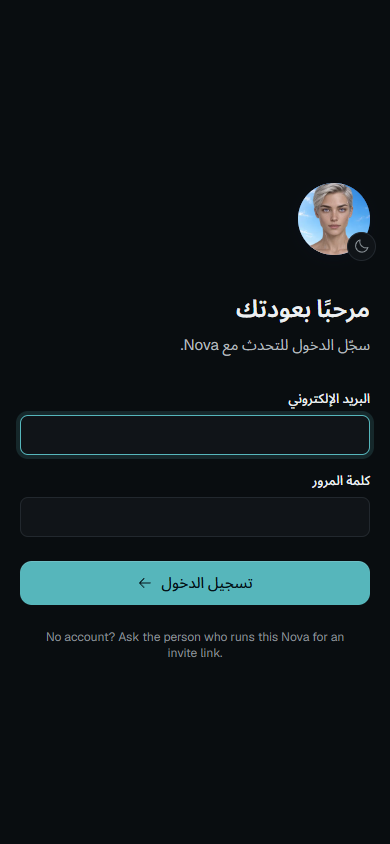 مرحبًا بعودتك
سجّل الدخول للتحدث مع Nova.
البريد الإلكتروني
كلمة المرور
تسجيل الدخول ←
No account? Ask the person who runs this Nova for an
invite link.